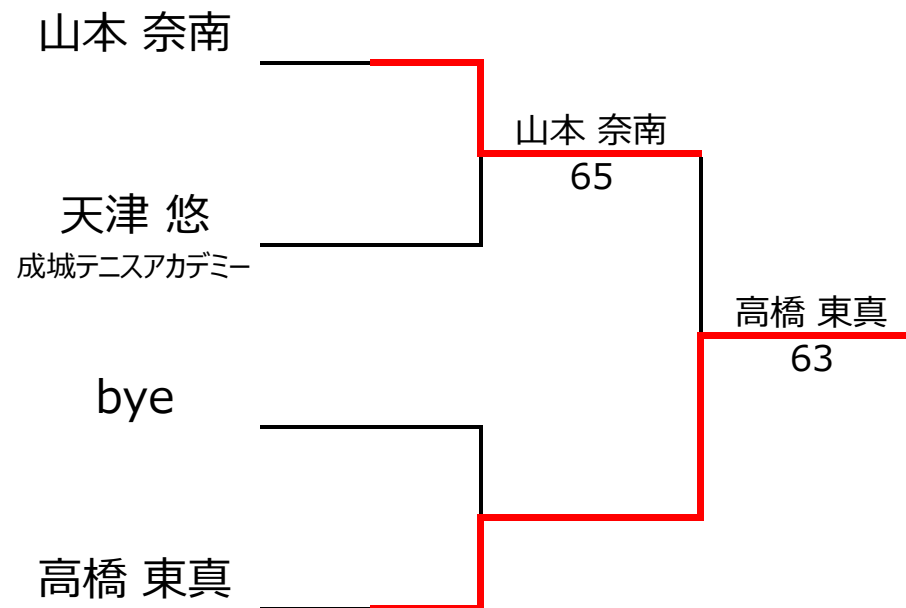 山本 奈南
山本 奈南
65
天津 悠
成城テニスアカデミー
高橋 東真
63
bye
高橋 東真